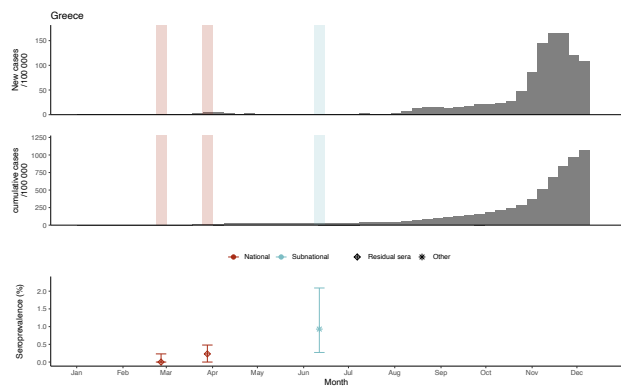 Greece
New cases
/100 000
150
100
50
0
cumulative cases
/100 000
1250
1000
750
500
250
0
National Subnational Residual sera Other
Seroprevalence (%)
2.0
1.5
1.0
0.5
0.0
Jan Feb Mar Apr May Jun Jul Aug Sep Oct Nov Dec
Month